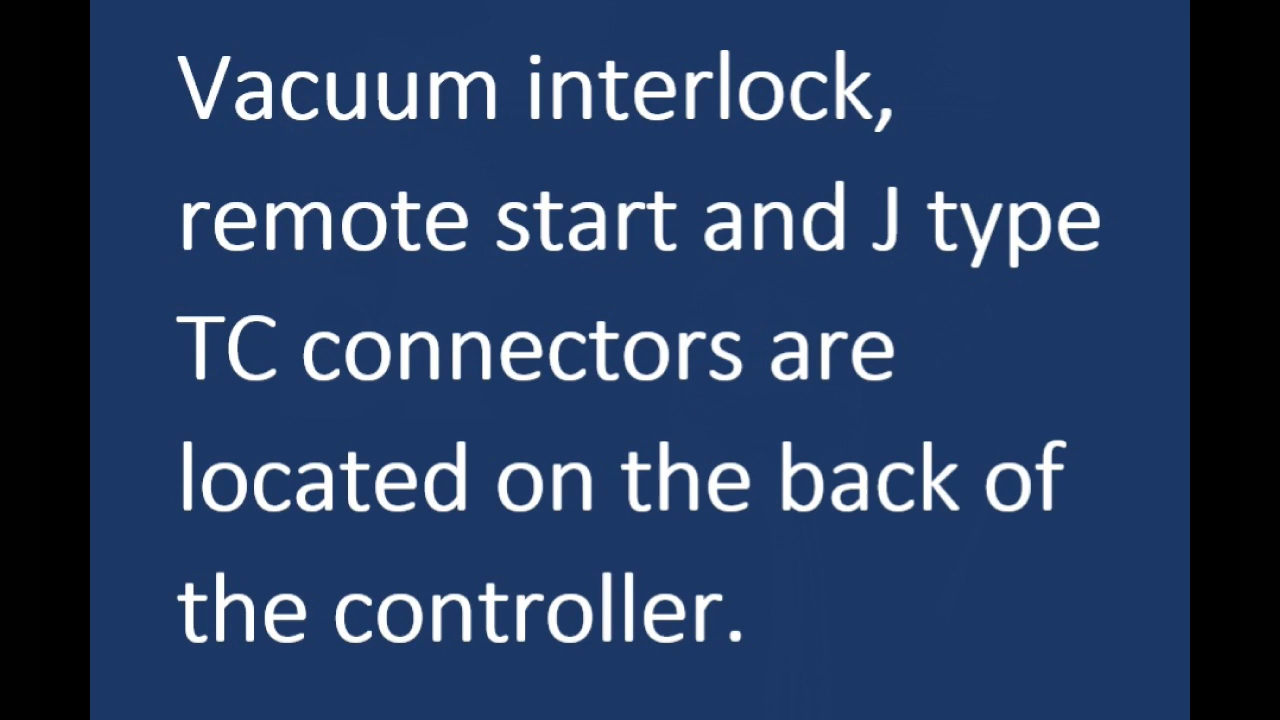 Vacuum interlock,
remote start and J type
TC connectors are
located on the back of
the controller.